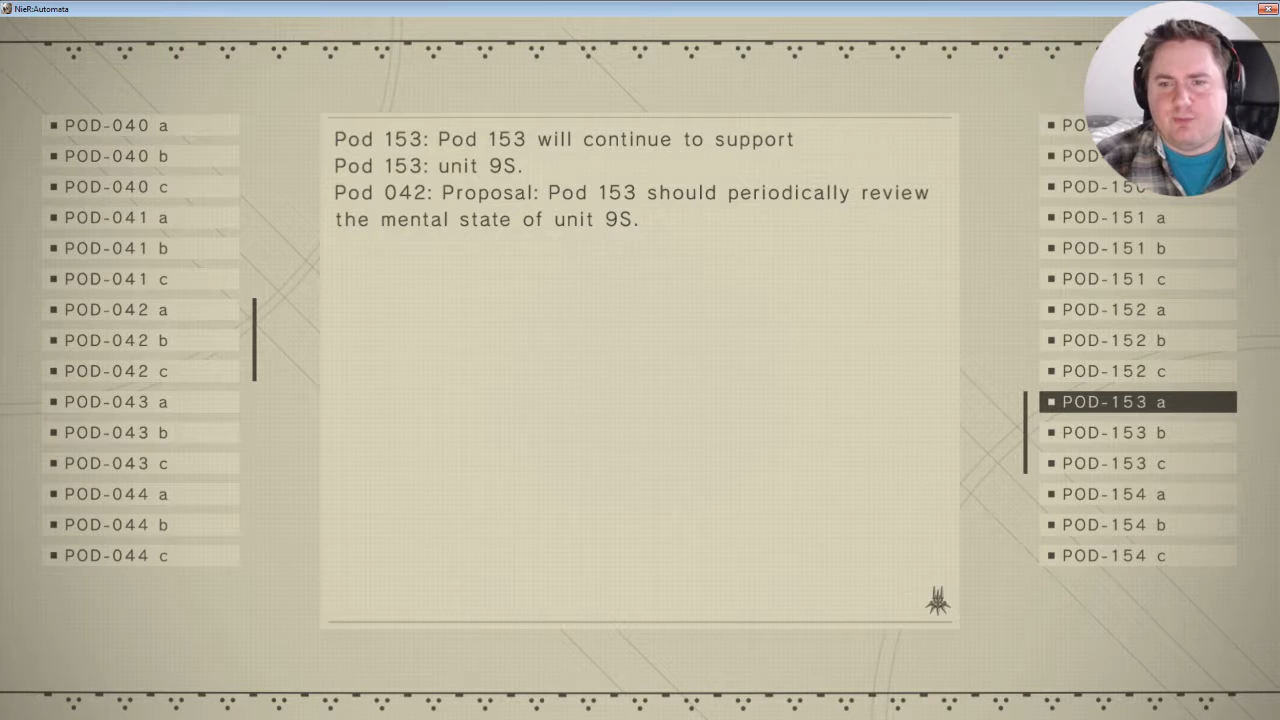 NieR:Automata
POD-040 a
POD-040 b
POD-040 c
POD-041 a
POD-041 b
POD-041 c
POD-042 a
POD-042 b
POD-042 c
POD-043 a
POD-043 b
POD-043 c
POD-044 a
POD-044 b
POD-044 c
Pod 153: Pod 153 will continue to support
Pod 153: unit 9S.
Pod 042: Proposal: Pod 153 should periodically review
the mental state of unit 9S.
POD-151 a
POD-151 b
POD-151 c
POD-152 a
POD-152 b
POD-152 c
POD-153 a
POD-153 b
POD-153 c
POD-154 a
POD-154 b
POD-154 c